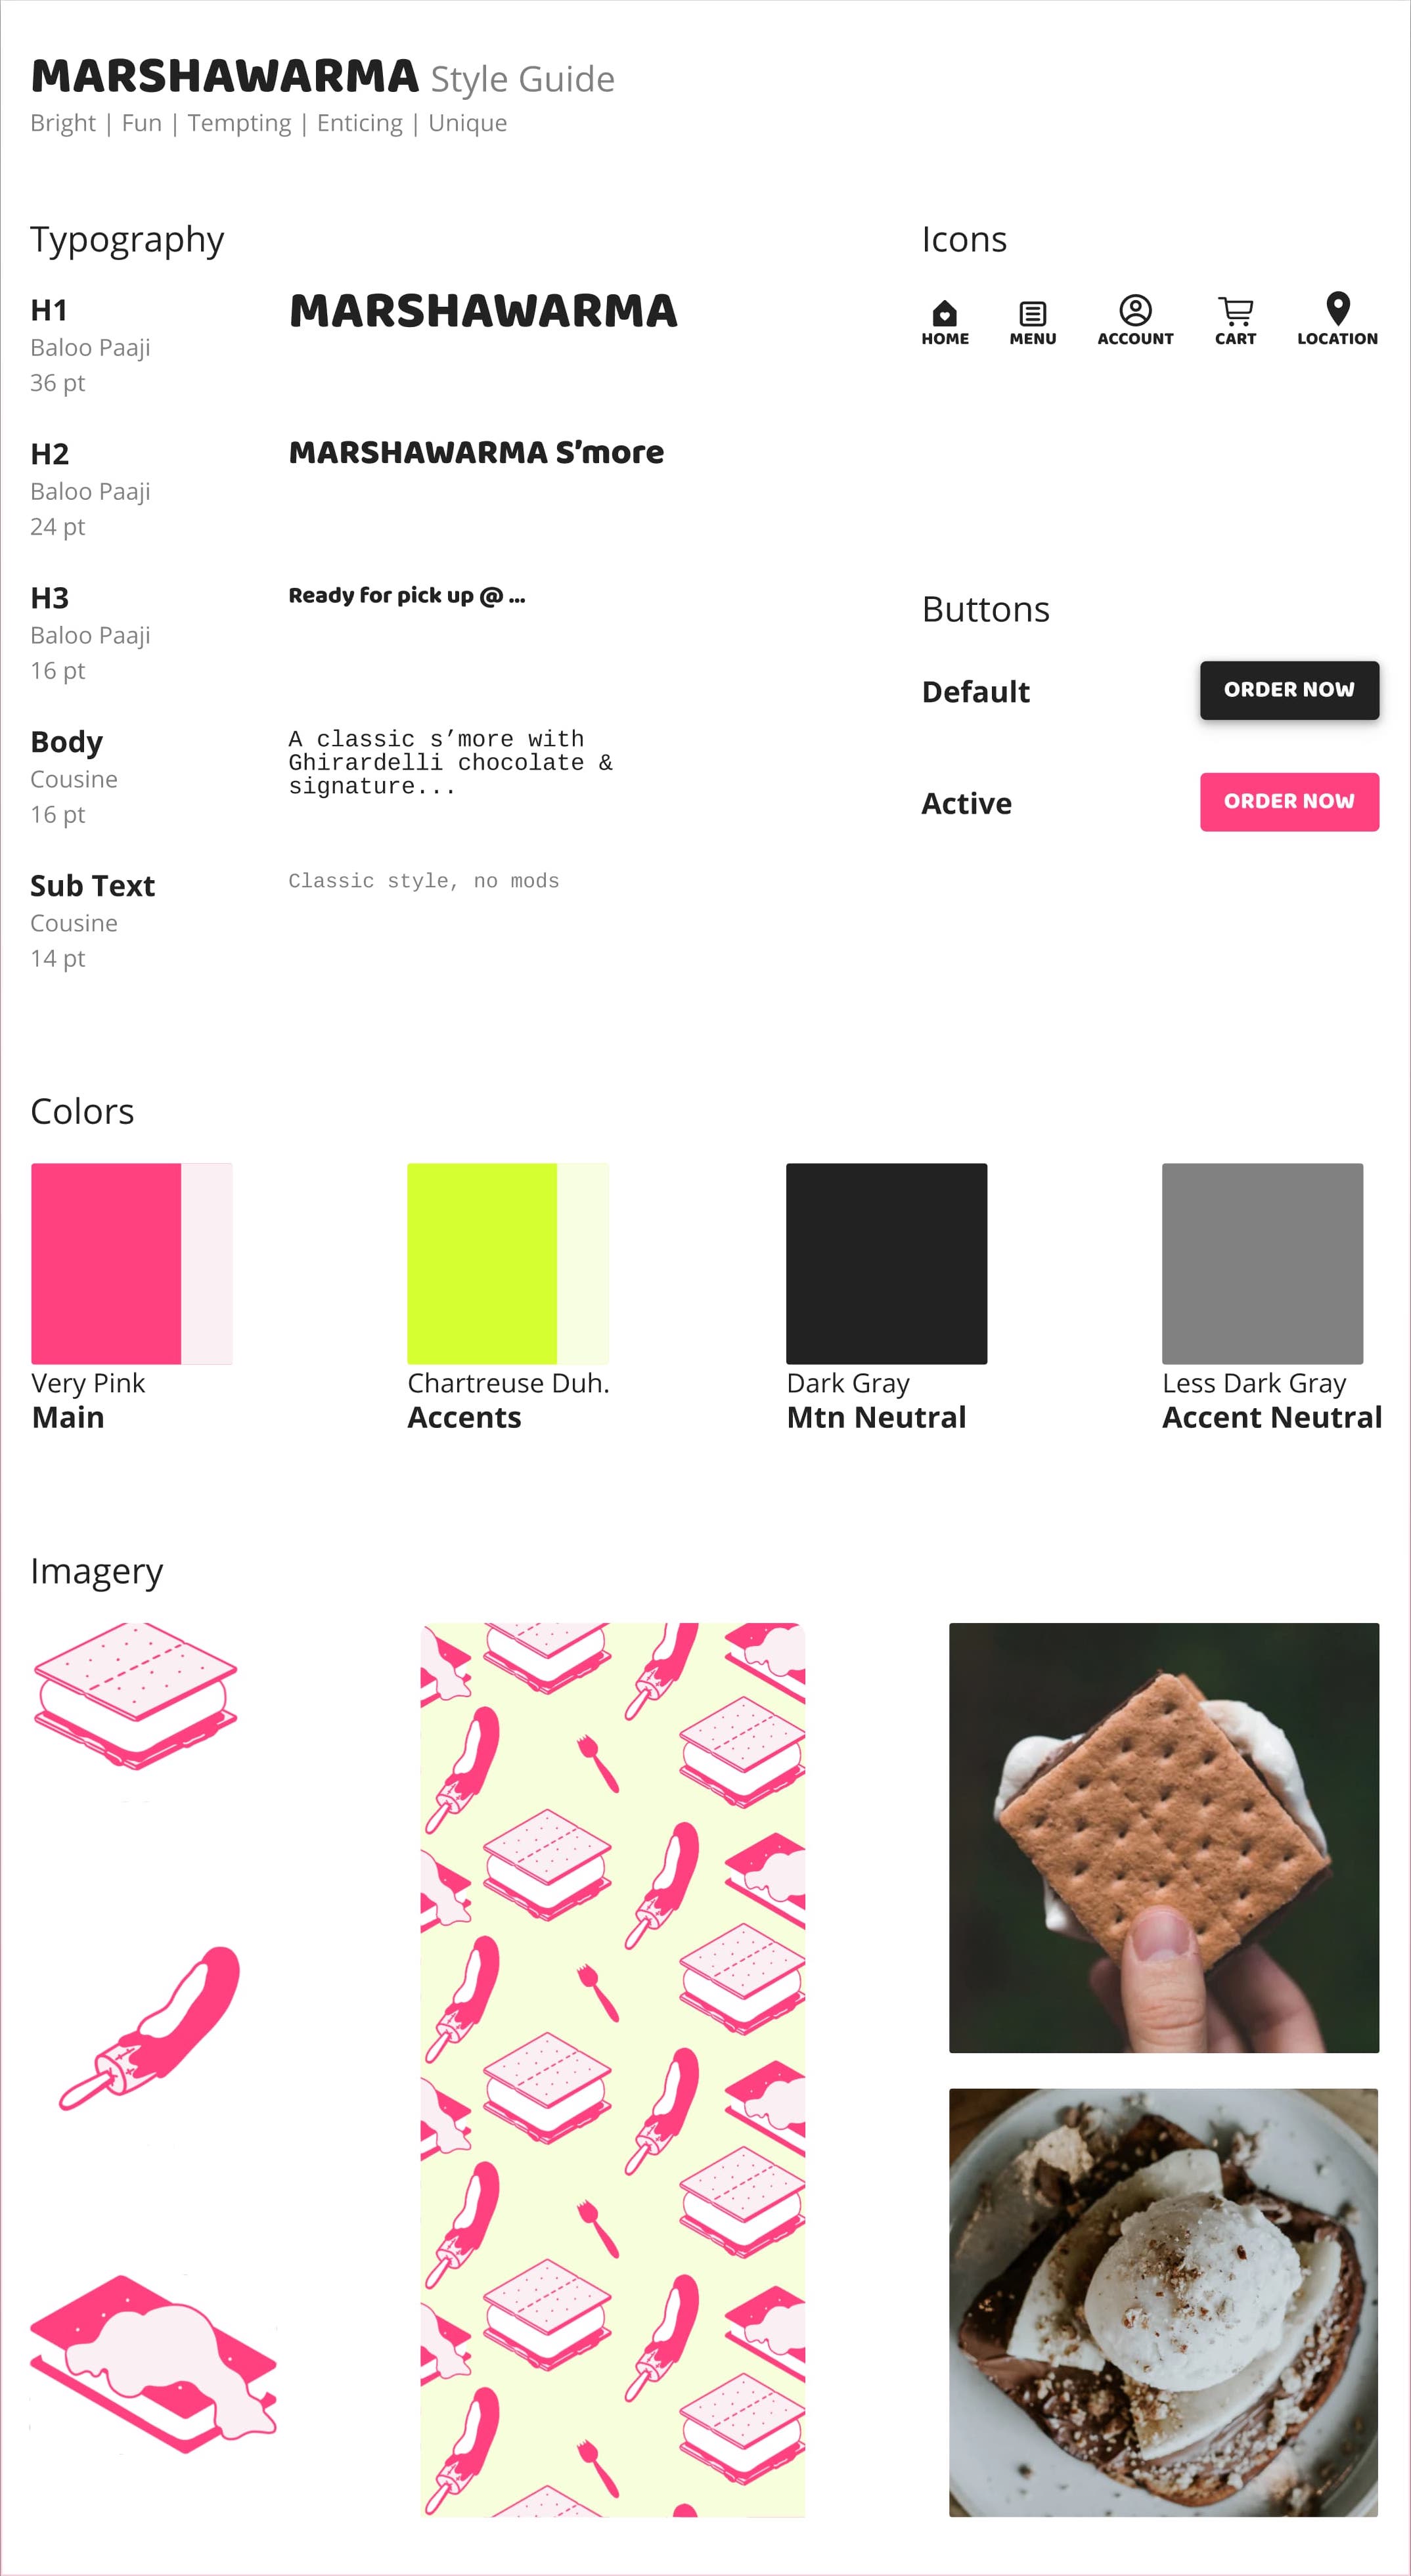 MARSHAWARMA Style Guide
Bright | Fun | Tempting | Enticing | Unique
Typography
H1
Baloo Paaji
36 pt
MARSHAWARMA
H2
Baloo Paaji
24 pt
MARSHAWARMA S’more
H3
Baloo Paaji
16 pt
Ready for pick up @ ...
Body
Cousine
16 pt
A classic s’more with
Ghirardelli chocolate &
signature...
Sub Text
Cousine
14 pt
Classic style, no mods
Icons
HOME MENU ACCOUNT CART LOCATION
Buttons
Default
ORDER NOW
Active
ORDER NOW
Colors
Very Pink
Main
Chartreuse Duh.
Accents
Dark Gray
Mtn Neutral
Less Dark Gray
Accent Neutral
Imagery